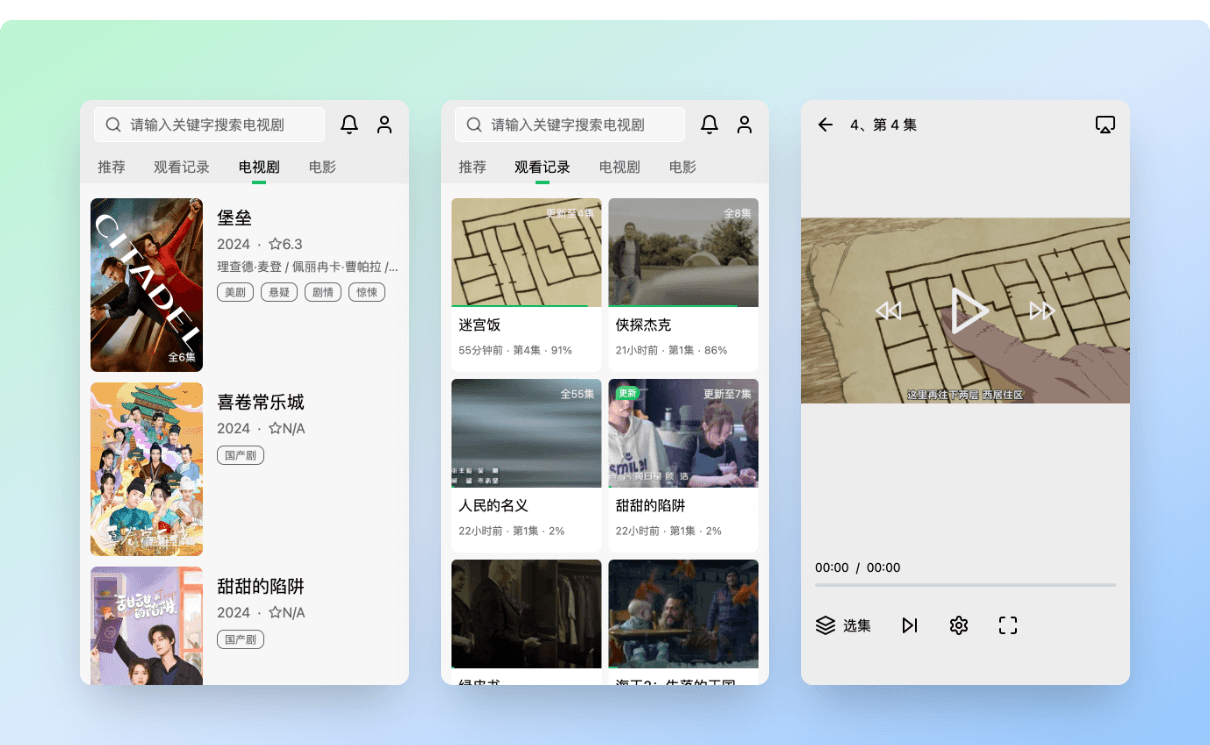 请输入关键字搜索电视剧
推荐 观看记录 电视剧 电影
CITADEL
全6集
堡垒
2024 · ☆6.3
理查德·麦登 / 佩丽冉卡·曹帕拉 /...
美剧 悬疑 剧情 惊悚
喜卷常乐城
2024 · ☆N/A
国产剧
甜甜的陷阱
甜甜的陷阱
2024 · ☆N/A
国产剧
请输入关键字搜索电视剧
推荐 观看记录 电视剧 电影
更新至4集
迷宫饭
55分钟前 · 第4集 · 91%
全8集
侠探杰克
21小时前 · 第1集 · 86%
全55集
人民的名义
22小时前 · 第1集 · 2%
更新 更新至7集
SMILE!
甜甜的陷阱
22小时前 · 第1集 · 2%
绿皮书
海王2：失落的王国
4、第 4 集
这里再往下两层 西居住区
00:00 / 00:00
选集